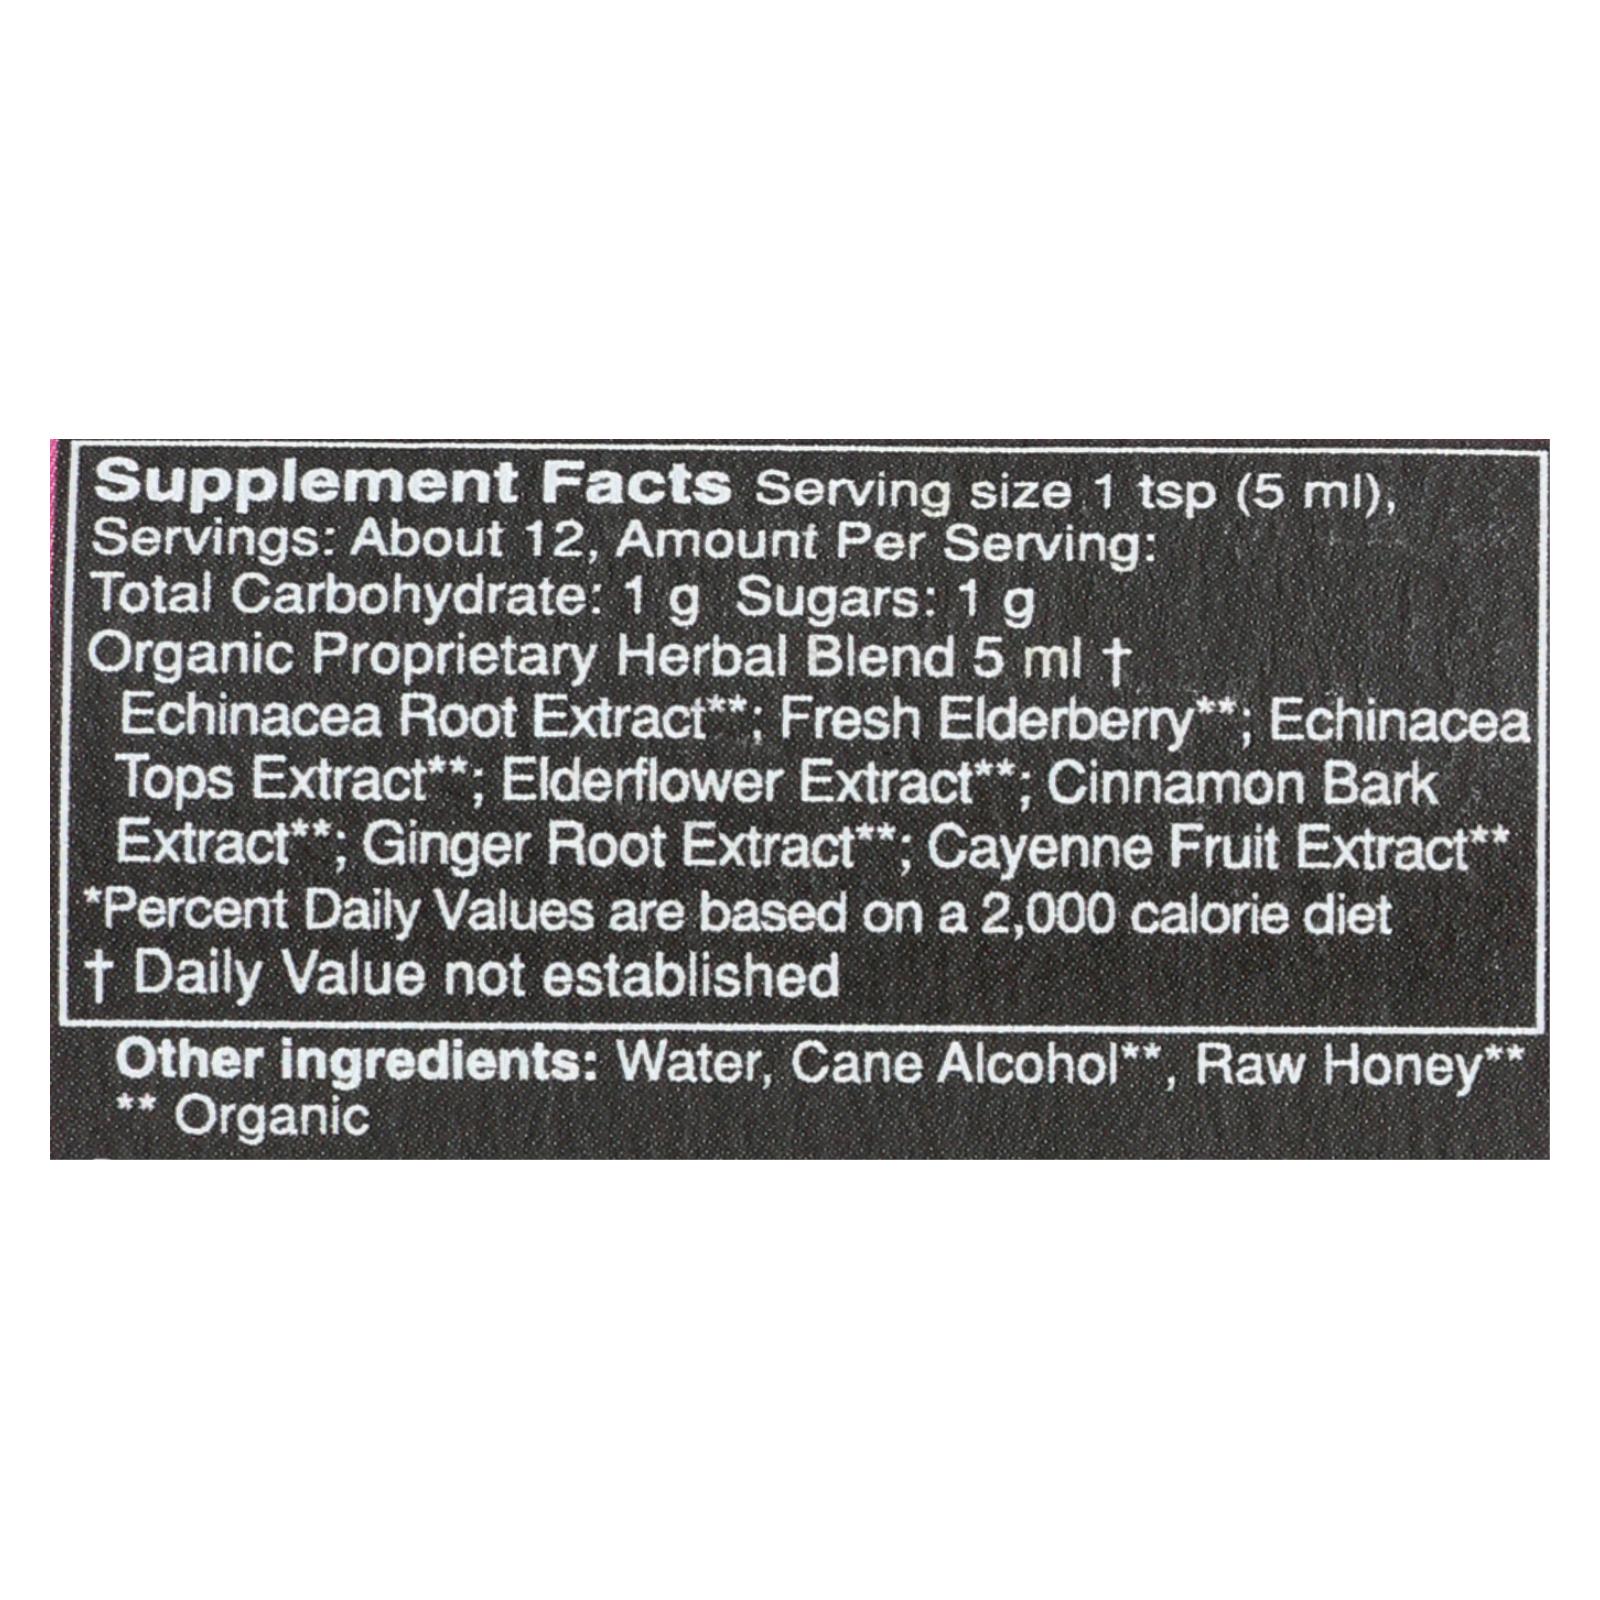 Supplement Facts Serving size 1 tsp (5 ml),
Servings: About 12, Amount Per Serving:
Total Carbohydrate: 1 g Sugars: 1 g
Organic Proprietary Herbal Blend 5 ml †
Echinacea Root Extract**; Fresh Elderberry**; Echinacea
Tops Extract**; Elderflower Extract**; Cinnamon Bark
Extract**; Ginger Root Extract**; Cayenne Fruit Extract**
*Percent Daily Values are based on a 2,000 calorie diet
† Daily Value not established
Other ingredients: Water, Cane Alcohol**, Raw Honey**
** Organic